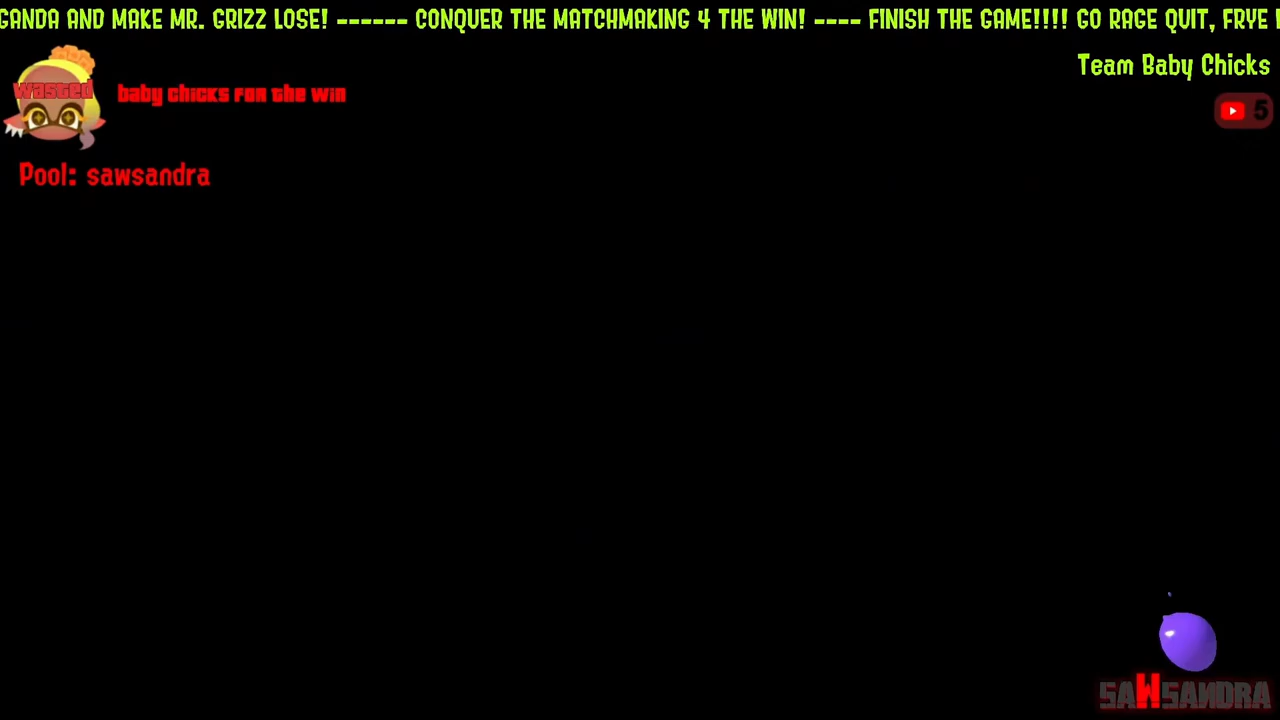 GANDA AND MAKE MR. GRIZZ LOSE! ------ CONQUER THE MATCHMAKING 4 THE WIN! ---- FINISH THE GAME!!!! GO RAGE QUIT, FRYE
Team Baby Chicks
wasted
baby chicks for the win
5
Pool: sawsandra
SAWSANDRA